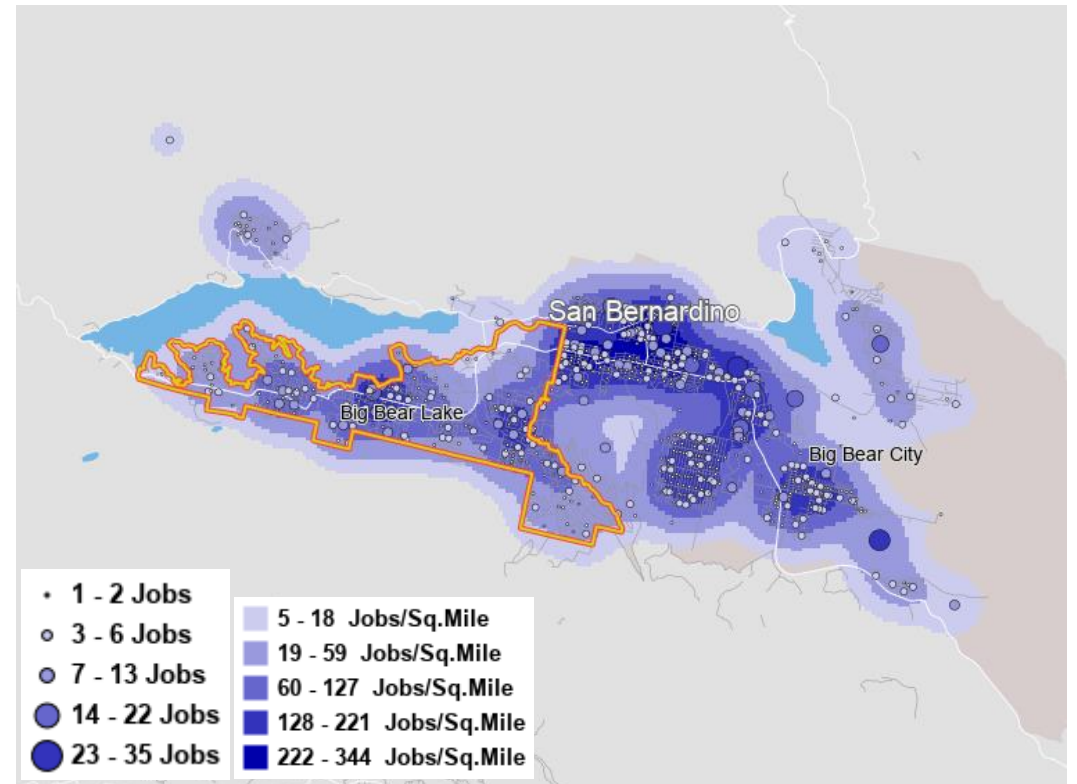 San Bernardino
Big Bear Lake
Big Bear City
1 - 2 Jobs
3 - 6 Jobs
7 - 13 Jobs
14 - 22 Jobs
23 - 35 Jobs
5 - 18 Jobs/Sq.Mile
19 - 59 Jobs/Sq.Mile
60 - 127 Jobs/Sq.Mile
128 - 221 Jobs/Sq.Mile
222 - 344 Jobs/Sq.Mile